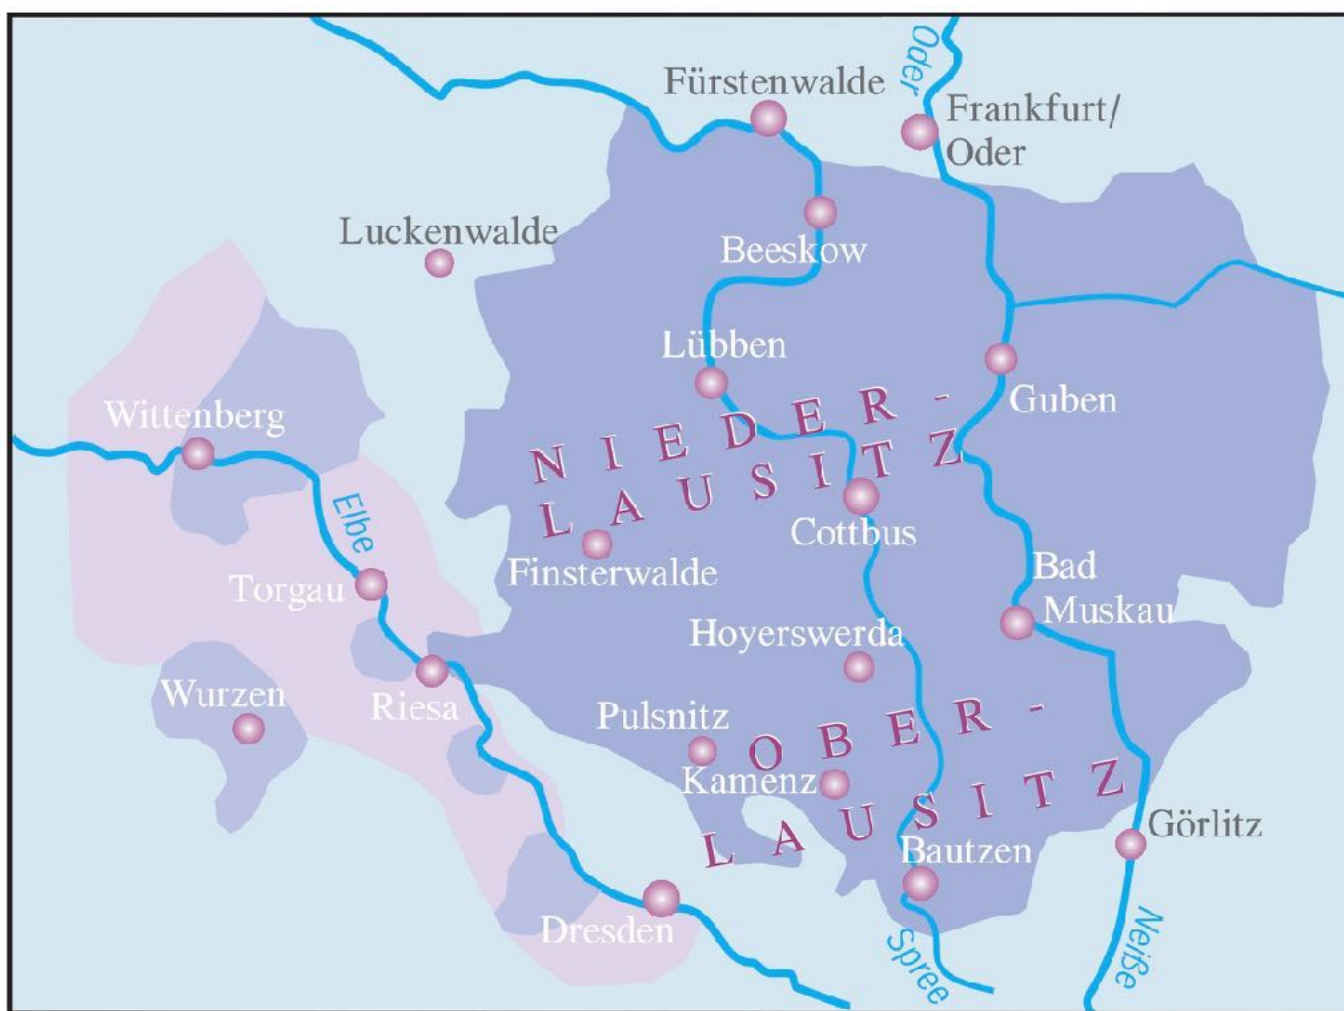 Oder
Fürstenwalde
Frankfurt/
Oder
Luckenwalde
Beeskow
Lübben
Guben
Wittenberg
NIEDER-
LAUSITZ
Elbe
Cottbus
Finsterwalde
Torgau
Bad
Muskau
Hoyerswerda
Wurzen
Riesa
Pulsnitz
OBER-
Kamenz
LAUSITZ
Görlitz
Bautzen
Dresden
Spree
Neiße